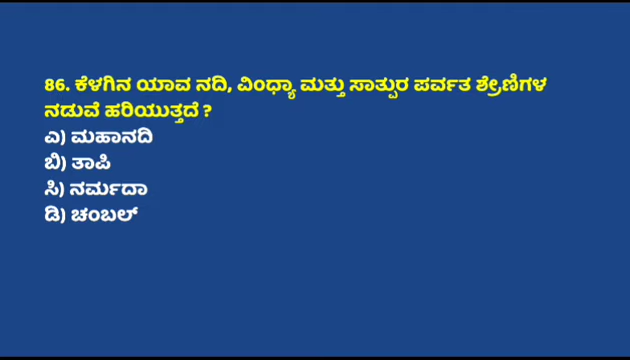 86. ಕೆಳಗಿನ ಯಾವ ನದಿ, ವಿಂಧ್ಯಾ ಮತ್ತು ಸಾತ್ಪುರ ಪರ್ವತ ಶ್ರೇಣಿಗಳ
ನಡುವೆ ಹರಿಯುತ್ತದೆ ?
ಎ) ಮಹಾನದಿ
ಬಿ) ತಾಪಿ
ಸಿ) ನರ್ಮದಾ
ಡಿ) ಚಂಬಲ್